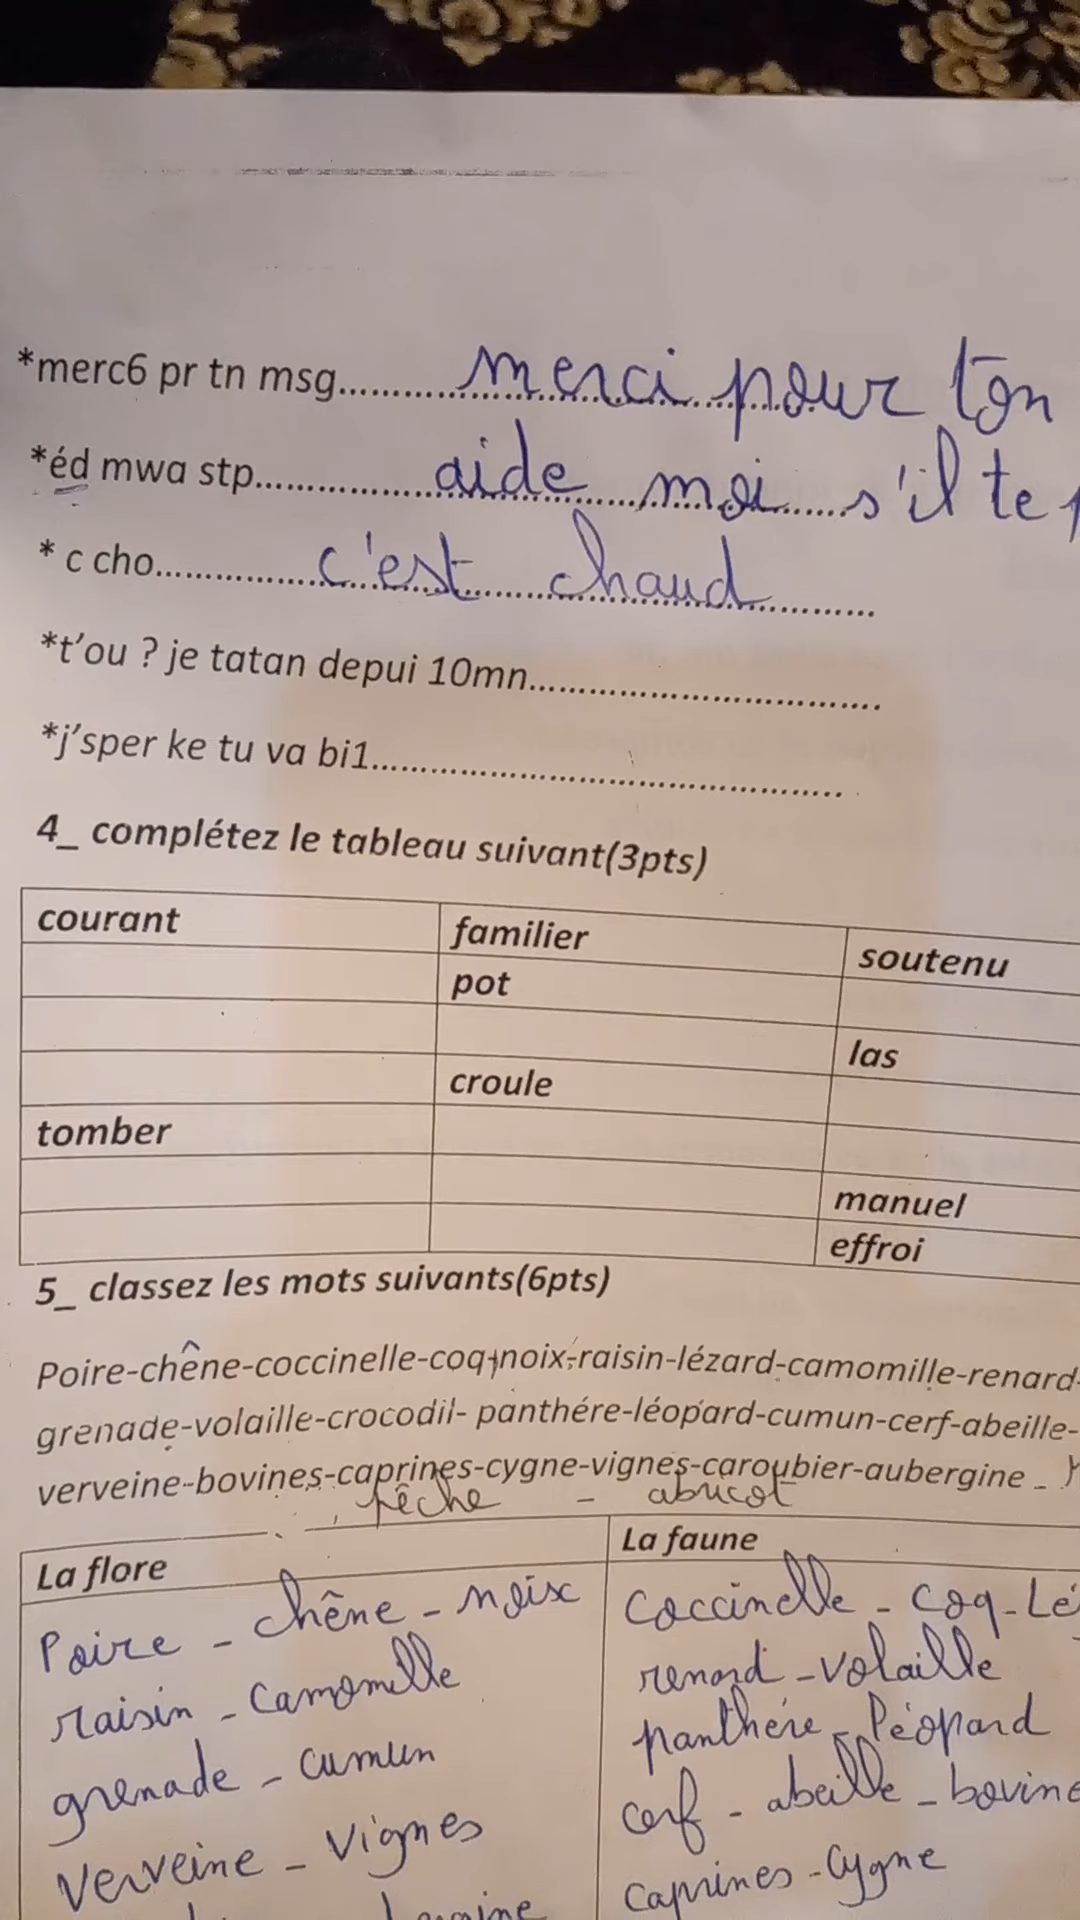 *merc6 pr tn msg.......... merci pour ton
*éd mwa stp.......... aide moi s'il te
* c cho.......... c'est chaud
*t'ou ? je tatan depui 10mn..........
*j'sper ke tu va bi1..........
4_ complétez le tableau suivant(3pts)
courant familier soutenu
pot
las
croule
tomber
manuel
effroi
5_ classez les mots suivants(6pts)
Poire-chêne-coccinelle-coq-noix-raisin-lézard-camomille-renard-
grenade-volaille-crocodil- panthére-léopard-cumun-cerf-abeille-
verveine-bovines-caprines-cygne-vignes-caroubier-aubergine -
pêche - abricot
La flore La faune
Poire - chêne - noix Coccinelle - coq - Lé
raisin - camomille renard - volaille
grenade - cumun panthére - léopard
verveine - vignes cerf - abeille - bovine
caprines - cygne